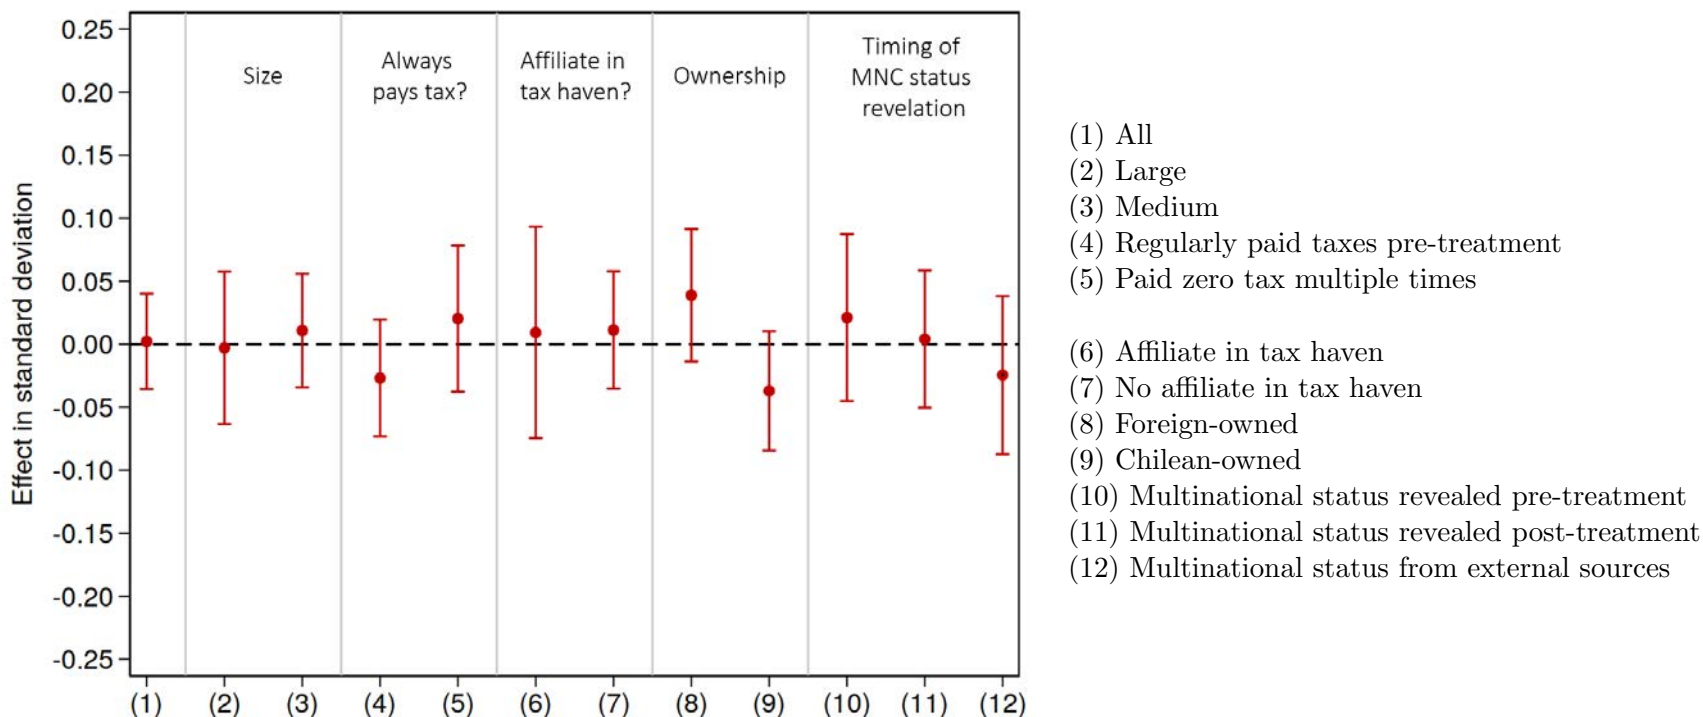 Effect in standard deviation
0.25
0.20
0.15
0.10
0.05
0.00
-0.05
-0.10
-0.15
-0.20
-0.25
Size
Always
pays tax?
Affiliate in
tax haven?
Ownership
Timing of
MNC status
revelation
(1) (2) (3) (4) (5) (6) (7) (8) (9) (10) (11) (12)
(1) All
(2) Large
(3) Medium
(4) Regularly paid taxes pre-treatment
(5) Paid zero tax multiple times
(6) Affiliate in tax haven
(7) No affiliate in tax haven
(8) Foreign-owned
(9) Chilean-owned
(10) Multinational status revealed pre-treatment
(11) Multinational status revealed post-treatment
(12) Multinational status from external sources